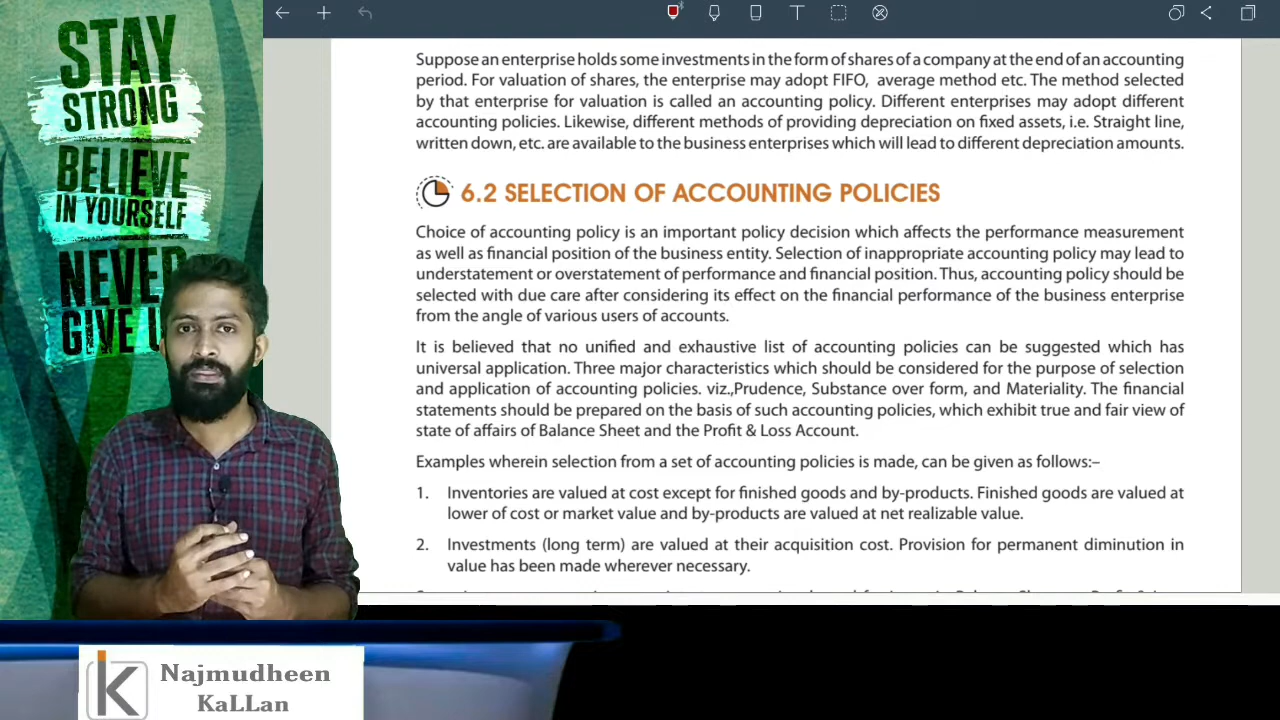 STAY
STRONG
BELIEVE
IN YOURSELF
NEVER
GIVE U
Suppose an enterprise holds some investments in the form of shares of a company at the end of an accounting
period. For valuation of shares, the enterprise may adopt FIFO, average method etc. The method selected
by that enterprise for valuation is called an accounting policy. Different enterprises may adopt different
accounting policies. Likewise, different methods of providing depreciation on fixed assets, i.e. Straight line,
written down, etc. are available to the business enterprises which will lead to different depreciation amounts.
6.2 SELECTION OF ACCOUNTING POLICIES
Choice of accounting policy is an important policy decision which affects the performance measurement
as well as financial position of the business entity. Selection of inappropriate accounting policy may lead to
understatement or overstatement of performance and financial position. Thus, accounting policy should be
selected with due care after considering its effect on the financial performance of the business enterprise
from the angle of various users of accounts.
It is believed that no unified and exhaustive list of accounting policies can be suggested which has
universal application. Three major characteristics which should be considered for the purpose of selection
and application of accounting policies. viz.,Prudence, Substance over form, and Materiality. The financial
statements should be prepared on the basis of such accounting policies, which exhibit true and fair view of
state of affairs of Balance Sheet and the Profit & Loss Account.
Examples wherein selection from a set of accounting policies is made, can be given as follows:–
1. Inventories are valued at cost except for finished goods and by-products. Finished goods are valued at
lower of cost or market value and by-products are valued at net realizable value.
2. Investments (long term) are valued at their acquisition cost. Provision for permanent diminution in
value has been made wherever necessary.
K Najmudheen
KaLLan